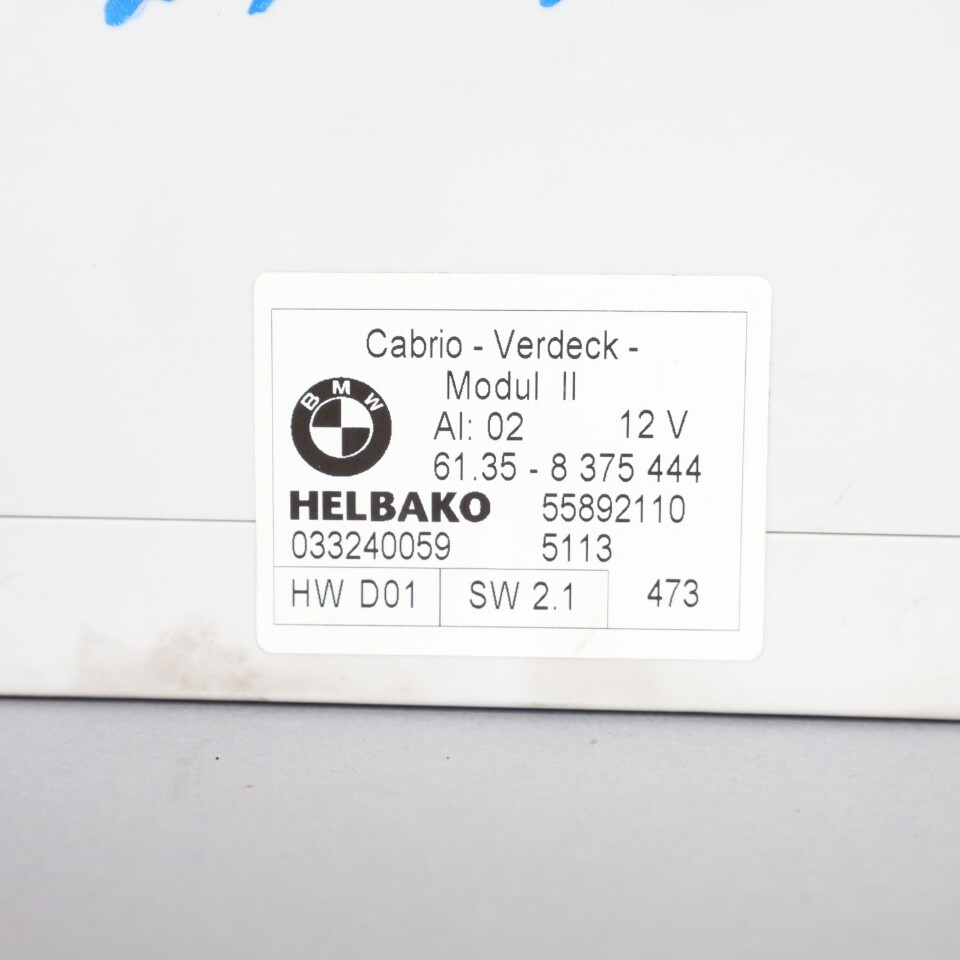 Cabrio - Verdeck -
Modul II
BMW
AI: 02 12 V
61.35 - 8 375 444
HELBAKO 55892110
033240059 5113
HW D01 SW 2.1 473